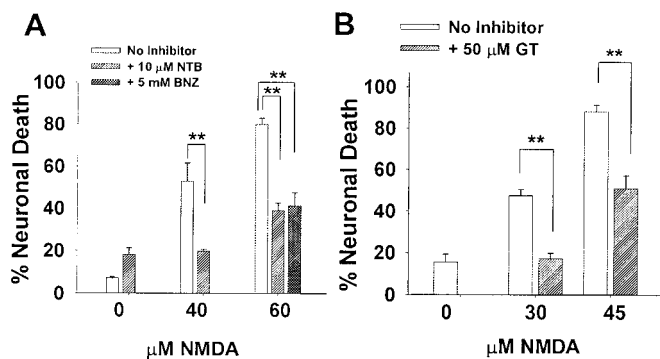 A
No Inhibitor
+ 10 μM NTB
+ 5 mM BNZ
% Neuronal Death
100
80
60
40
20
0
**
**
**
0 40 60
μM NMDA
B
No Inhibitor
+ 50 μM GT
% Neuronal Death
100
80
60
40
20
0
**
**
0 30 45
μM NMDA